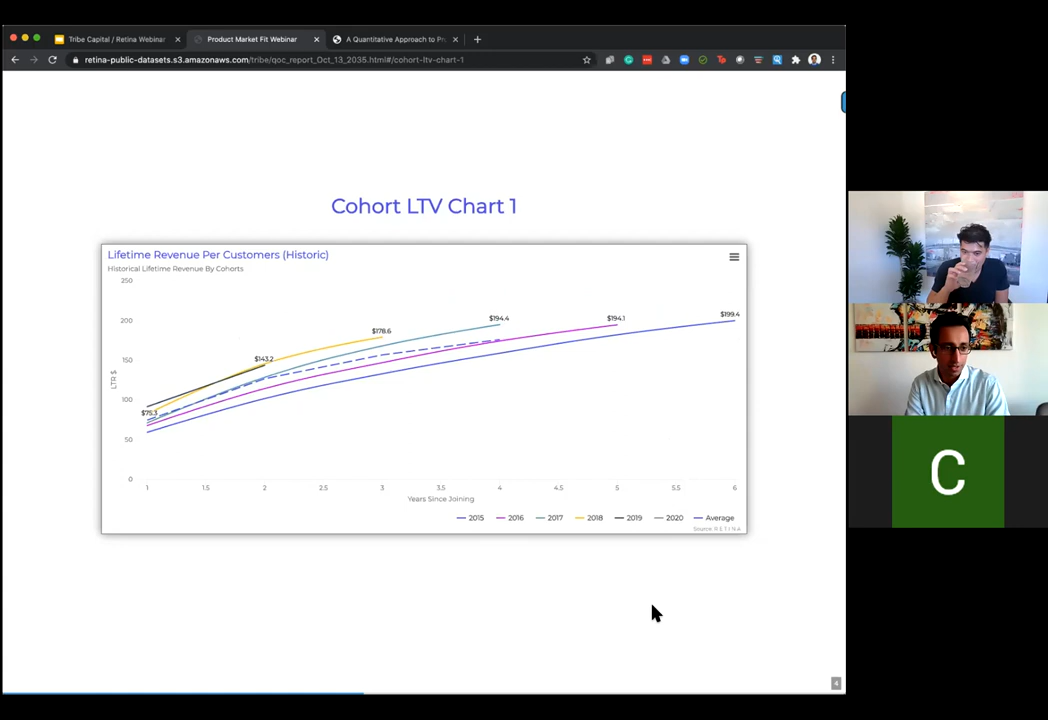 Tribe Capital / Retina Webinar
Product Market Fit Webinar
A Quantitative Approach to Pr
retina-public-datasets.s3.amazonaws.com/tribe/qoc_report_Oct_13_2035.html#/cohort-ltv-chart-1
Cohort LTV Chart 1
Lifetime Revenue Per Customers (Historic)
Historical Lifetime Revenue By Cohorts
250
200
150
100
50
0
LTR $
$75.3
$143.2
$178.6
$194.4
$194.1
$199.4
1
1.5
2
2.5
3
3.5
4
4.5
5
5.5
6
Years Since Joining
2015
2016
2017
2018
2019
2020
Average
Source: R E T I N A
4
C